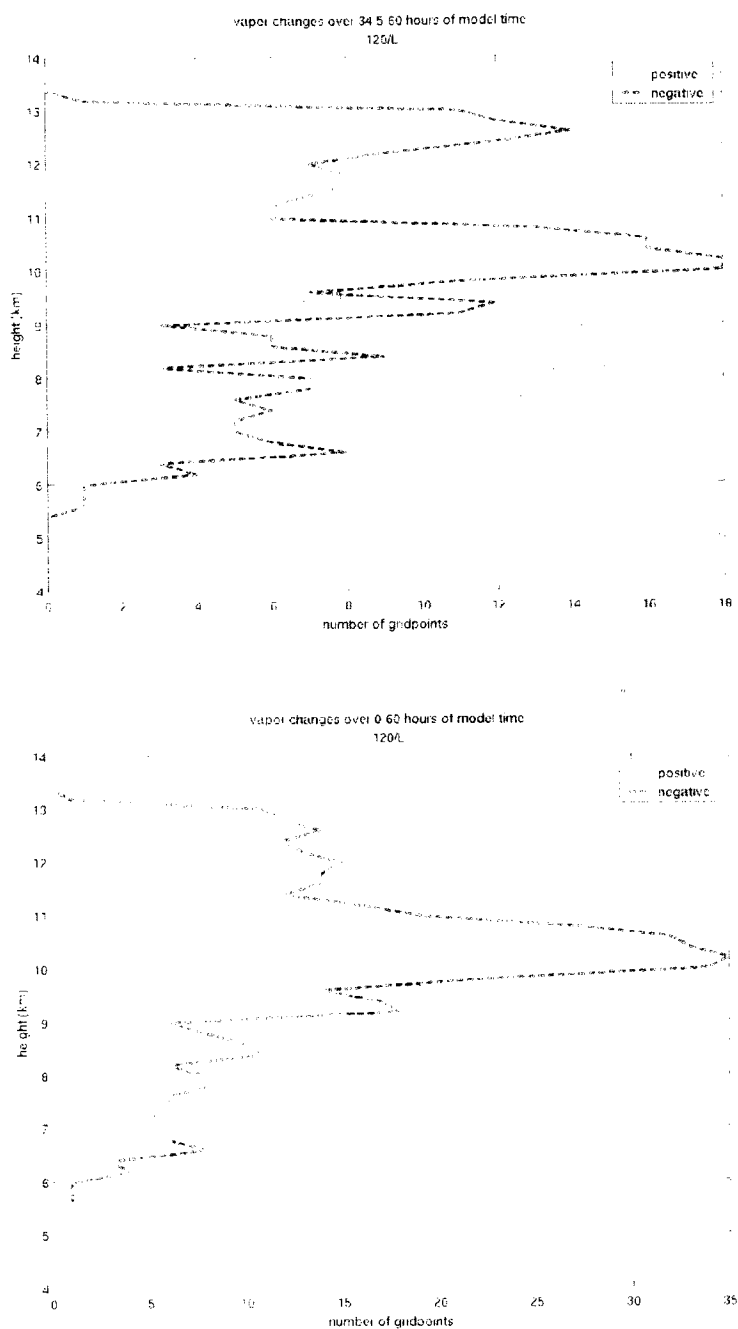 vapor changes over 34.5-60 hours of model time
120/L
14
positive
negative
13
12
11
10
9
8
7
6
5
4
height (km)
0 2 4 6 8 10 12 14 16 18
number of gridpoints
vapor changes over 0-60 hours of model time
120/L
14
positive
negative
13
12
11
10
9
8
7
6
5
4
height (km)
0 5 10 15 20 25 30 35
number of gridpoints